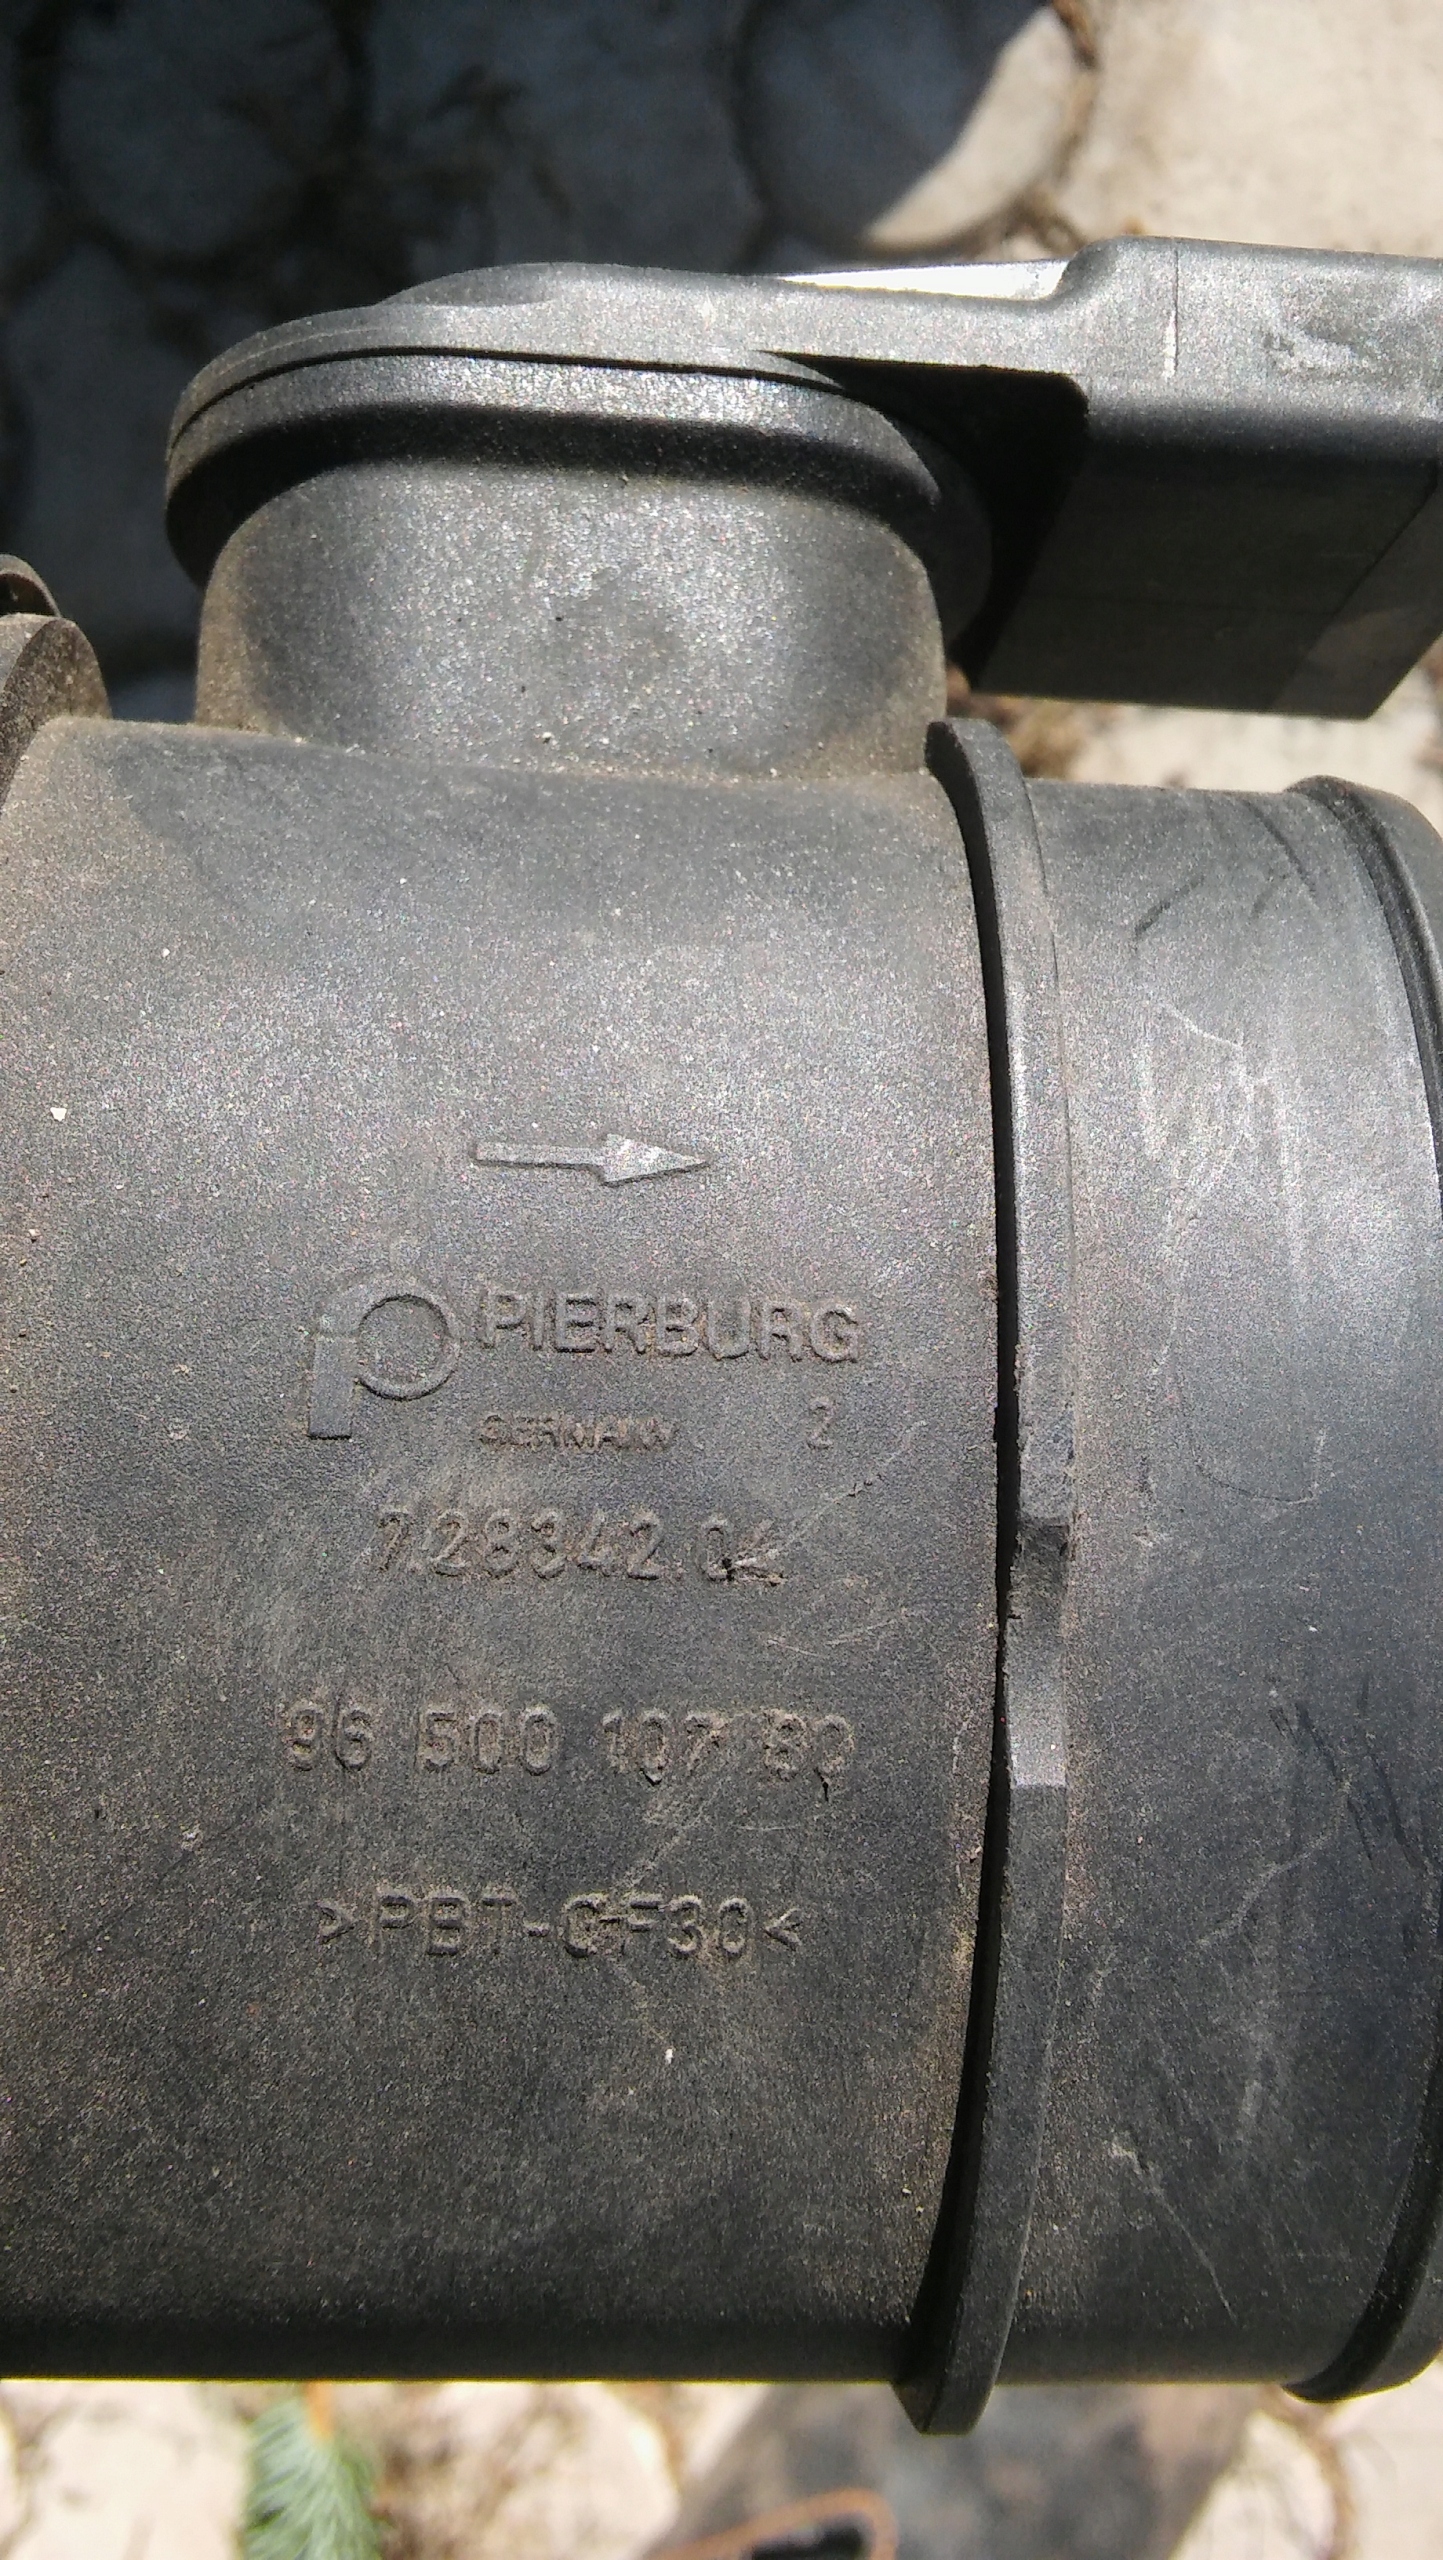 PIERBURG
GERMANY 2
7.28342.04
96 500 107 80
>PBT-GF30<